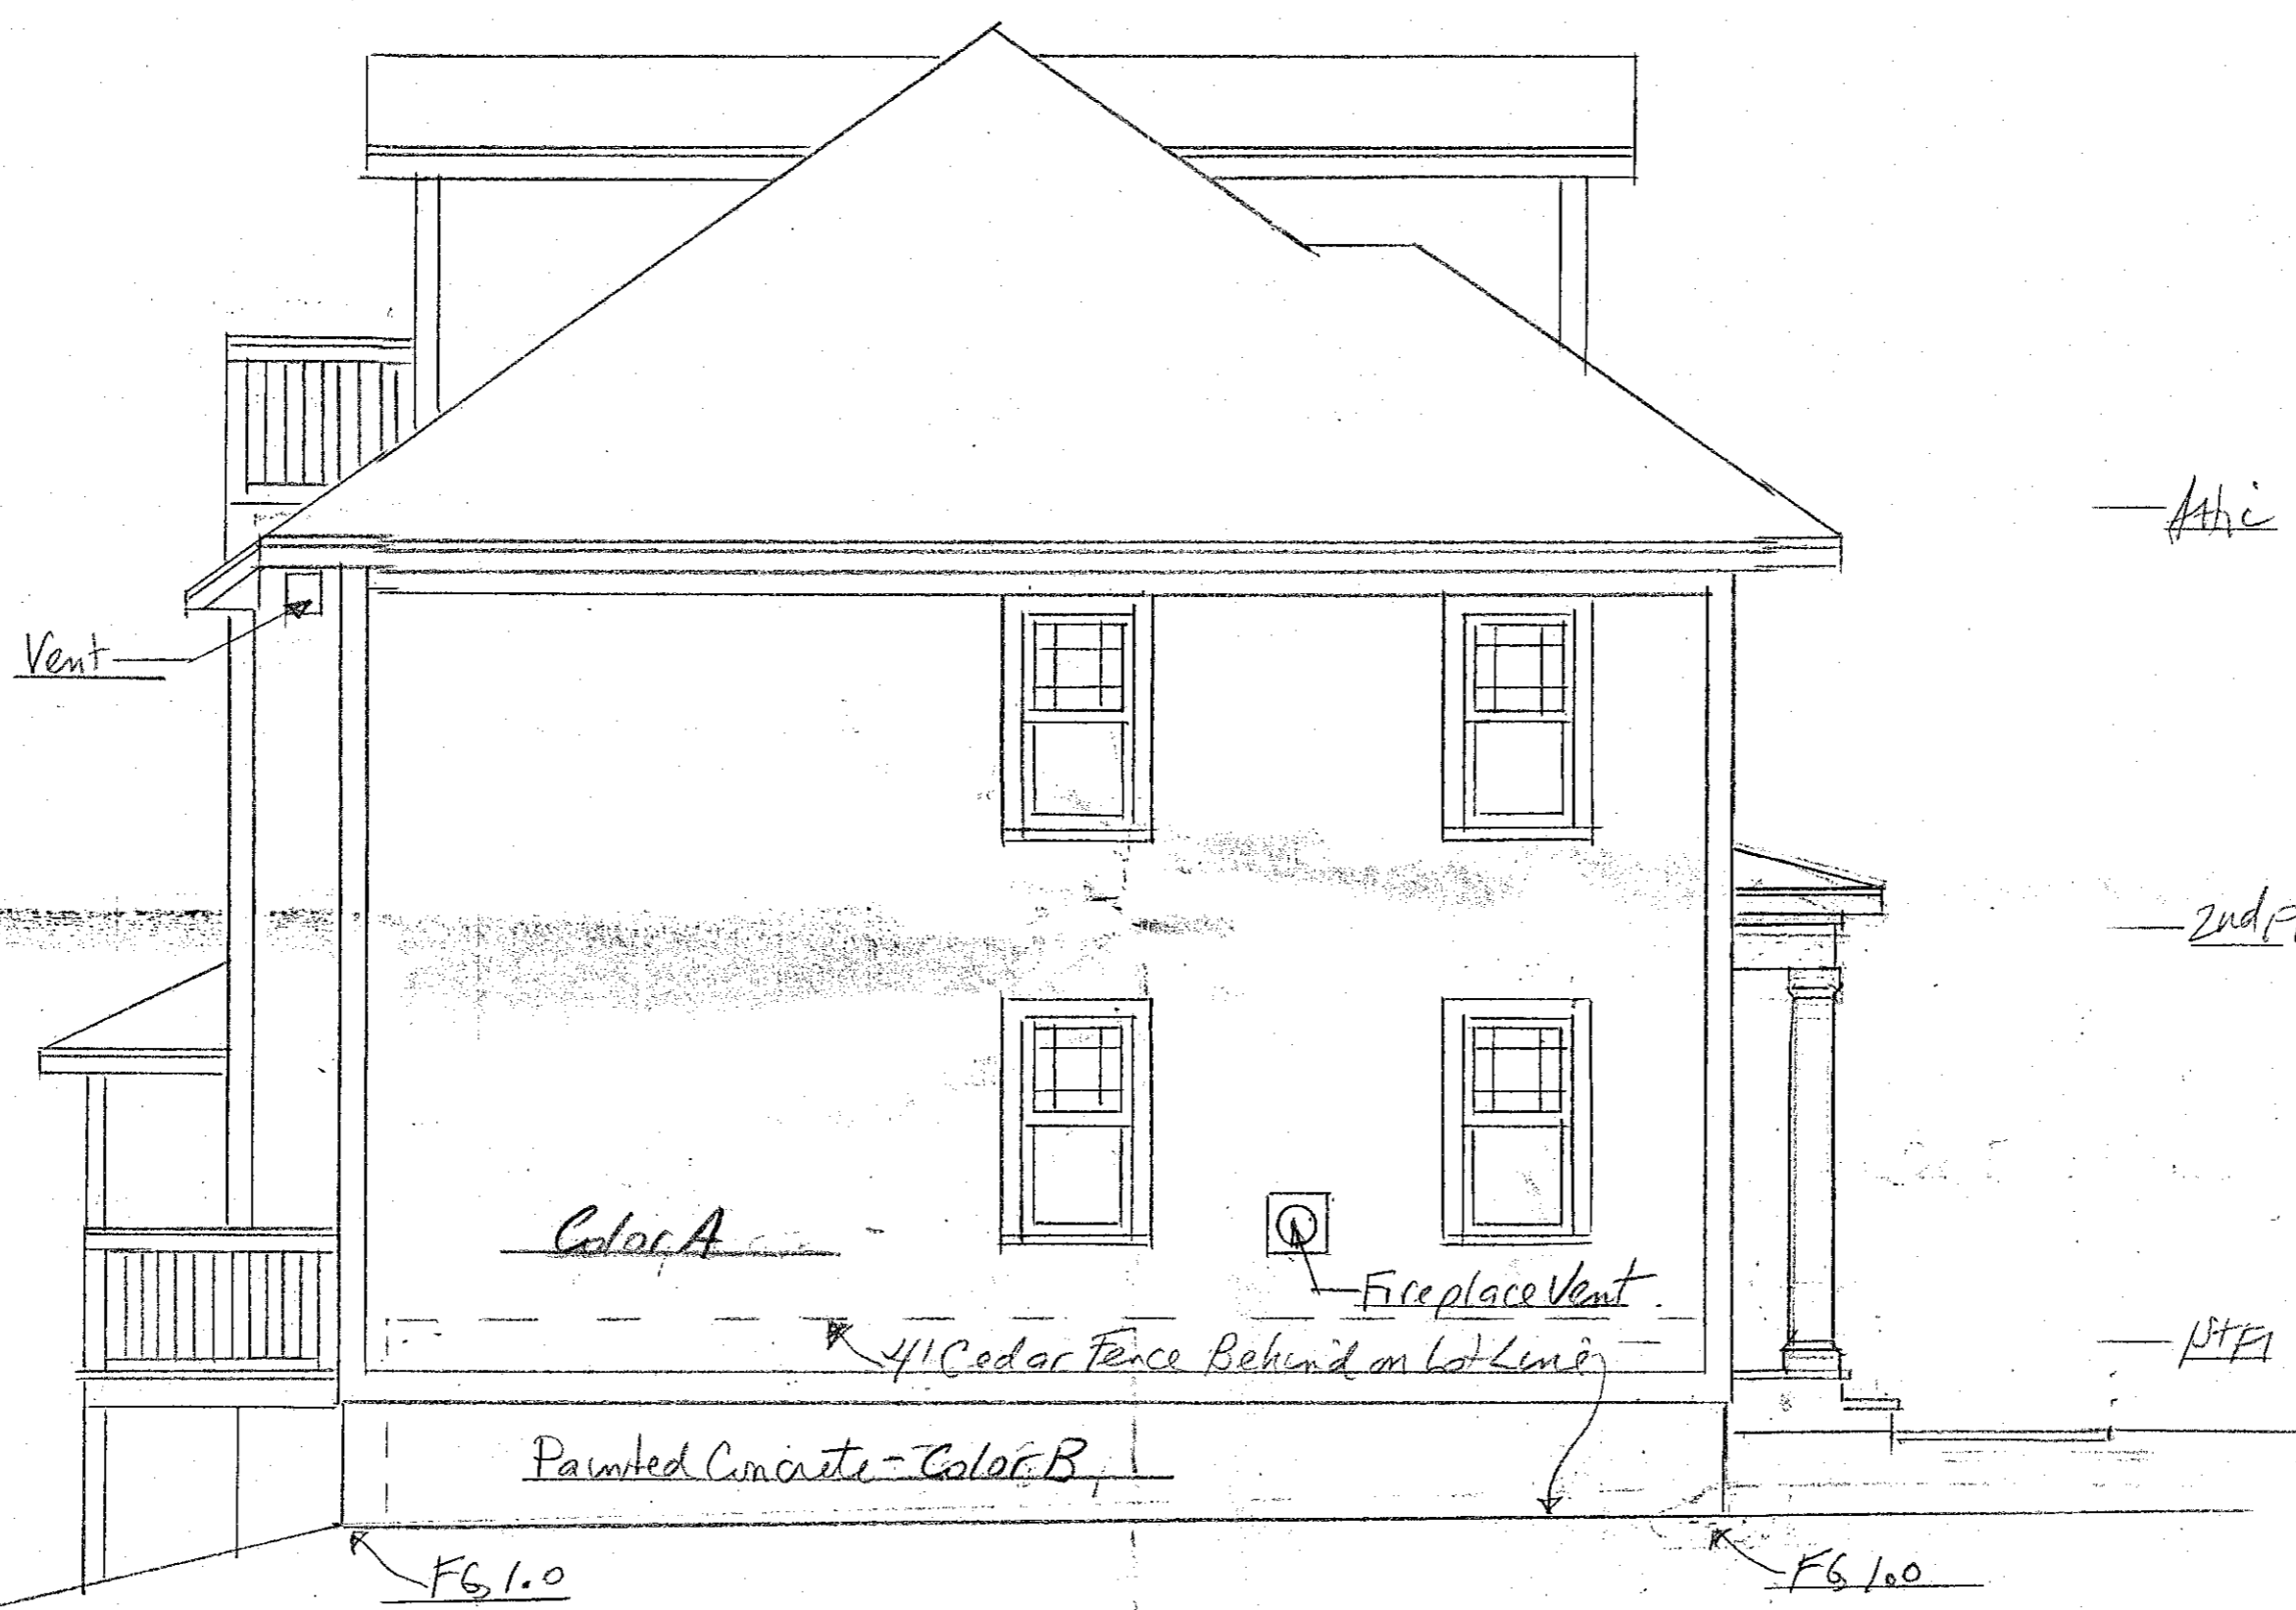 Attic
Vent
2nd Fl
Color A
Fireplace Vent
4' Cedar Fence Behind on Lot Line
1st Fl
Painted Concrete - Color B
FG 1.0
FG 1.0